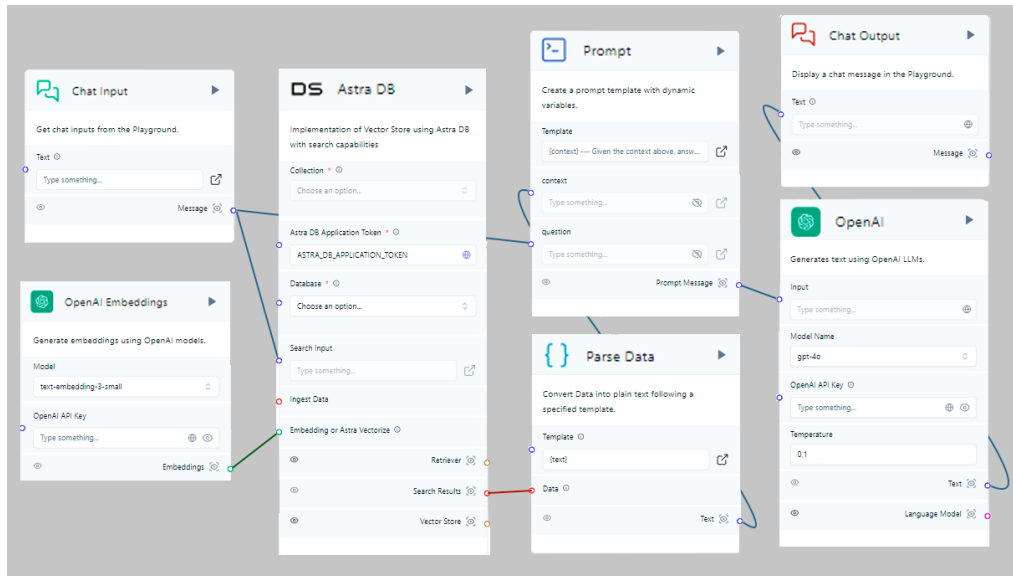 Chat Input
Get chat inputs from the Playground.
Text
Type something...
Message
OpenAI Embeddings
Generate embeddings using OpenAI models.
Model
text-embedding-3-small
OpenAI API Key
Type something...
Embeddings
DS Astra DB
Implementation of Vector Store using Astra DB
with search capabilities
Collection *
Choose an option...
Astra DB Application Token *
ASTRA_DB_APPLICATION_TOKEN
Database *
Choose an option...
Search Input
Type something...
Ingest Data
Embedding or Astra Vectorize
Retriever
Search Results
Vector Store
Prompt
Create a prompt template with dynamic
variables.
Template
{context} --- Given the context above, answ...
context
Type something...
question
Type something...
Prompt Message
Parse Data
Convert Data into plain text following a
specified template.
Template
{text}
Data
Text
Chat Output
Display a chat message in the Playground.
Text
Type something...
Message
OpenAI
Generates text using OpenAI LLMs.
Input
Type something...
Model Name
gpt-4o
OpenAI API Key
Type something...
Temperature
0.1
Text
Language Model